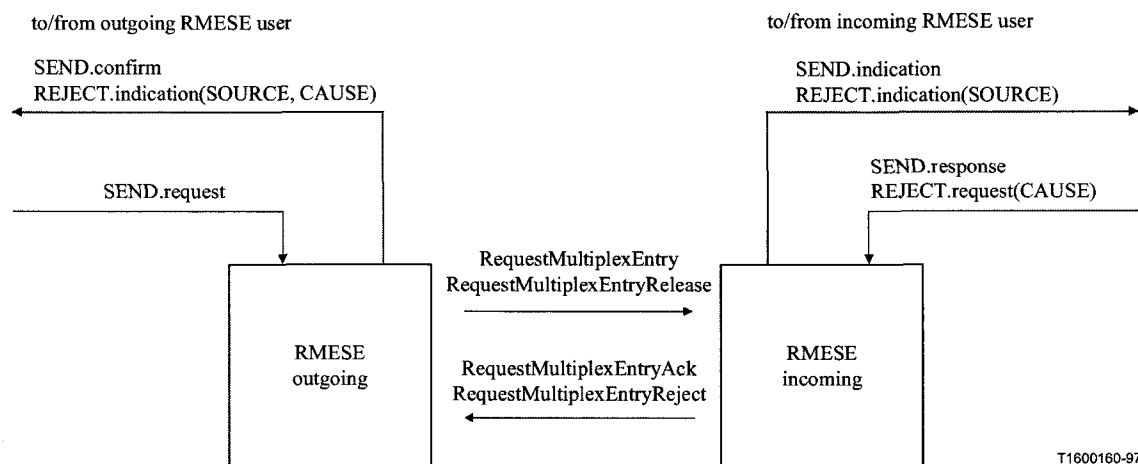 to/from outgoing RMESE user
to/from incoming RMESE user
SEND.confirm
REJECT.indication(SOURCE, CAUSE)
SEND.indication
REJECT.indication(SOURCE)
SEND.request
SEND.response
REJECT.request(CAUSE)
RequestMultiplexEntry
RequestMultiplexEntryRelease
RMESE
outgoing
RequestMultiplexEntryAck
RequestMultiplexEntryReject
RMESE
incoming
T1600160-97